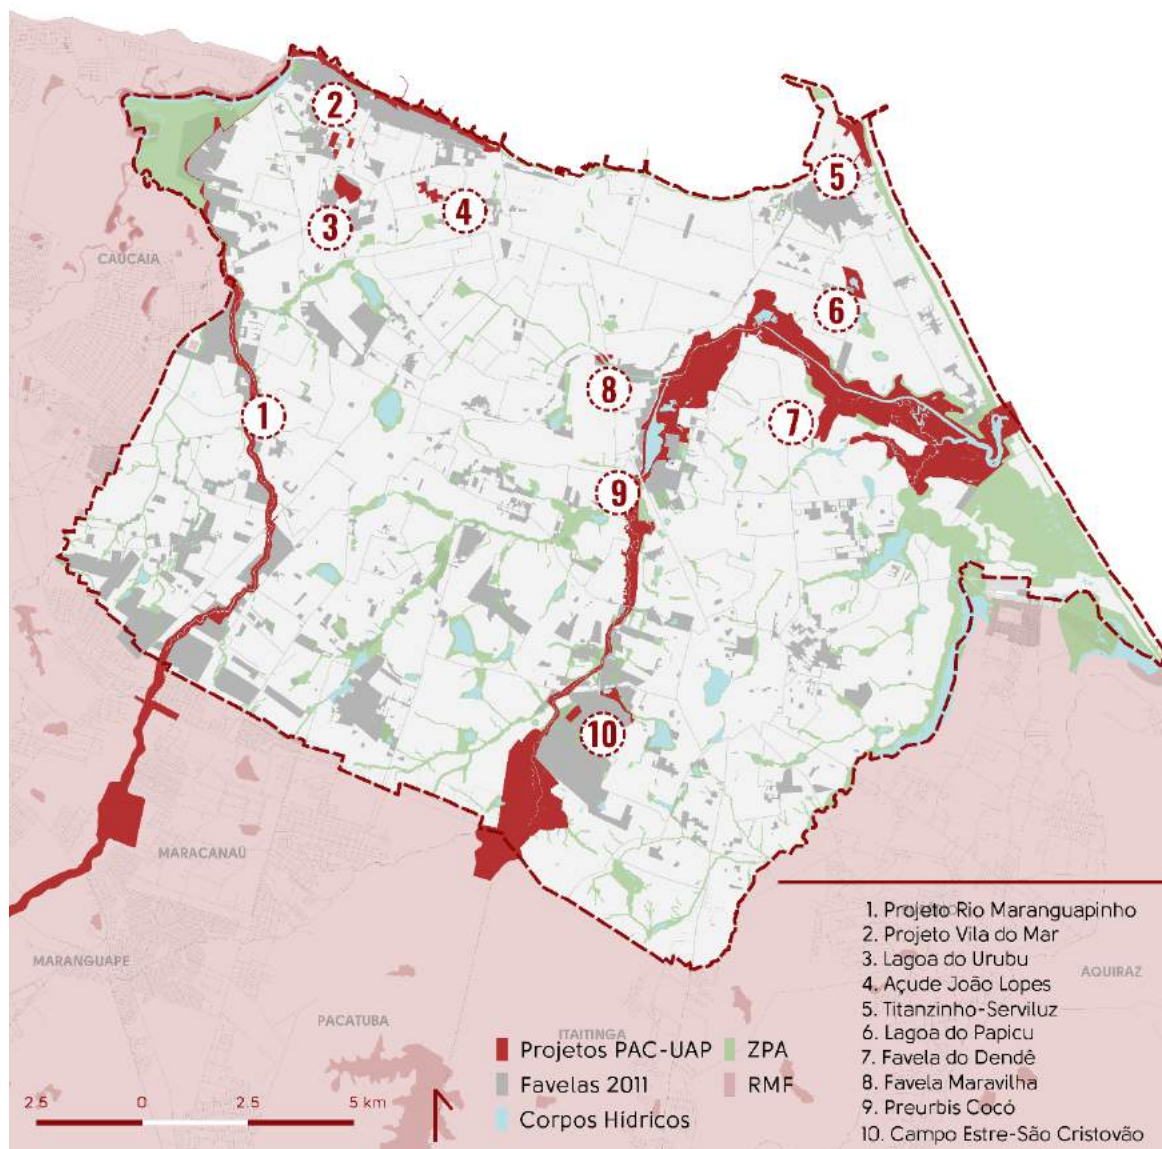 2
5
3
4
CAUCAIA
6
8
1
7
9
10
MARACANAÚ
1. Projeto Rio Maranguapinho
2. Projeto Vila do Mar
3. Lagoa do Urubu
4. Açude João Lopes
5. Titanzinho-Serviluz
6. Lagoa do Papicu
7. Favela do Dendê
8. Favela Maravilha
9. Preurbis Cocó
10. Campo Estre-São Cristovão
MARANGUAPE
AQUIRAZ
PACATUBA
ITAITINGA
Projetos PAC-UAP
ZPA
Favelas 2011
RMF
Corpos Hídricos
2.5 0 2.5 5 km